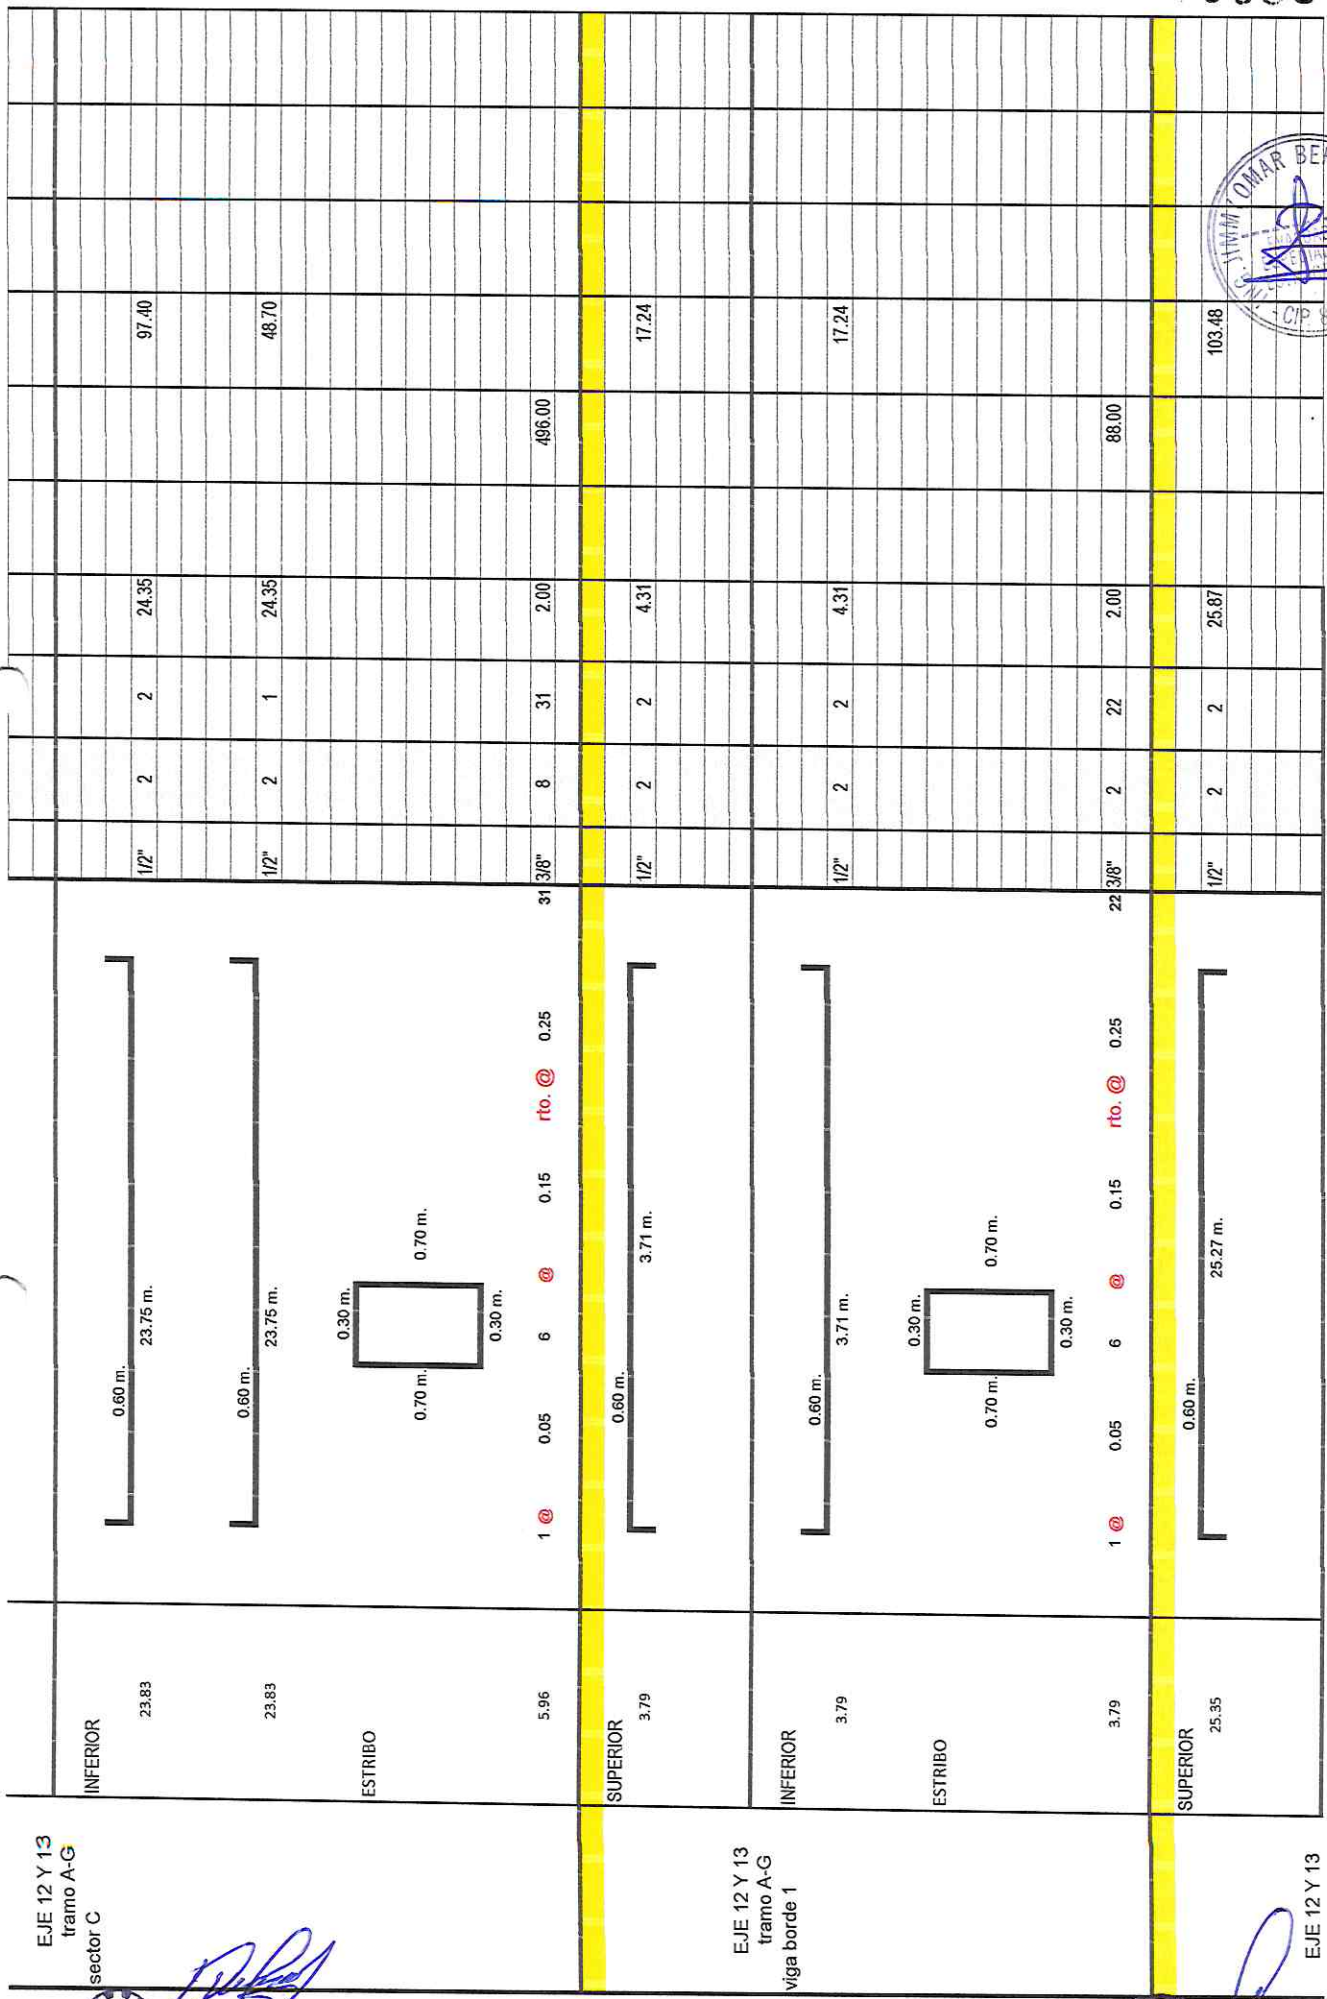 EJE 12 Y 13
tramo A-G
sector C
INFERIOR
0.60 m.
23.83 23.75 m. 1/2" 2 2 24.35 97.40
0.60 m.
23.83 23.75 m. 1/2" 2 1 24.35 48.70
0.30 m.
ESTRIBO 0.70 m. 0.70 m.
0.30 m.
5.96 1 @ 0.05 6 @ 0.15 rto. @ 0.25 31 3/8" 8 31 2.00 496.00
SUPERIOR 0.60 m.
3.79 3.71 m. 1/2" 2 2 4.31 17.24
EJE 12 Y 13
tramo A-G
viga borde 1
INFERIOR 0.60 m.
3.79 3.71 m. 1/2" 2 2 4.31 17.24
0.30 m.
ESTRIBO 0.70 m. 0.70 m.
0.30 m.
3.79 1 @ 0.05 6 @ 0.15 rto. @ 0.25 22 3/8" 2 22 2.00 88.00
SUPERIOR 0.60 m.
25.35 25.27 m. 1/2" 2 2 25.87 103.48
EJE 12 Y 13
ING. JIMMY OMAR
CIP.